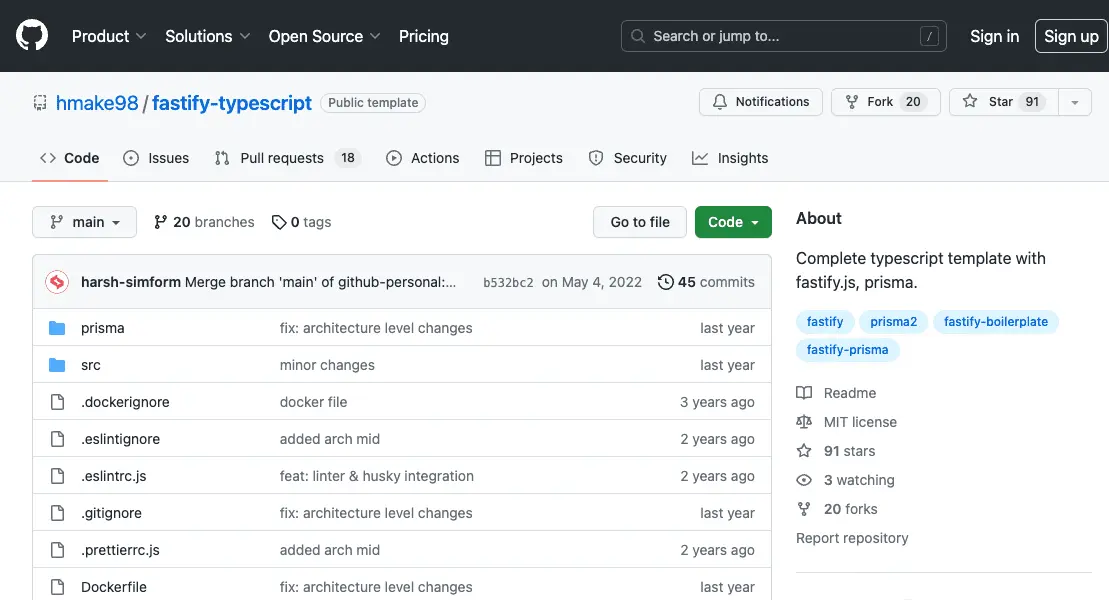 Product Solutions Open Source Pricing Search or jump to... / Sign in Sign up
hmake98/fastify-typescript Public template Notifications Fork 20 Star 91
Code Issues Pull requests 18 Actions Projects Security Insights
main 20 branches 0 tags Go to file Code
harsh-simform Merge branch 'main' of github-personal:... b532bc2 on May 4, 2022 45 commits
prisma fix: architecture level changes last year
src minor changes last year
.dockerignore docker file 3 years ago
.eslintignore added arch mid 2 years ago
.eslintrc.js feat: linter & husky integration 2 years ago
.gitignore fix: architecture level changes last year
.prettierrc.js added arch mid 2 years ago
Dockerfile fix: architecture level changes last year
About
Complete typescript template with
fastify.js, prisma.
fastify prisma2 fastify-boilerplate
fastify-prisma
Readme
MIT license
91 stars
3 watching
20 forks
Report repository